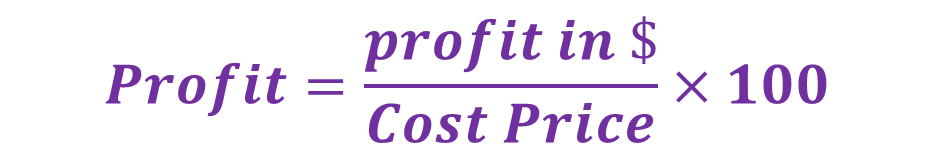 Profit = profit in $ / Cost Price × 100